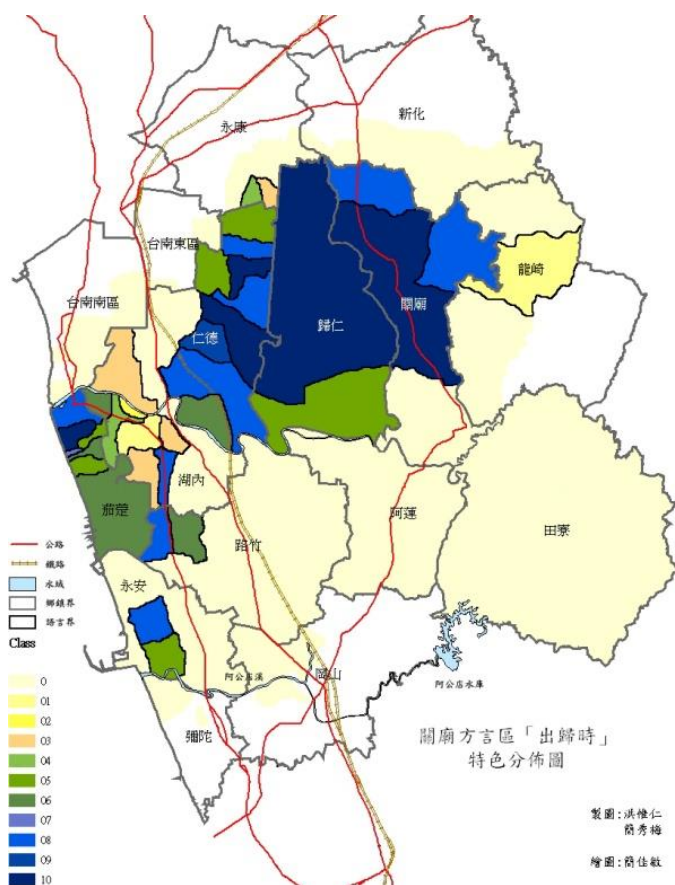 新化
永康
台南東區
龍崎
台南南區
關廟
歸仁
仁德
湖內
茄萣
阿蓮
田寮
路竹
永安
阿公店溪
岡山
阿公店水庫
彌陀
公路
鐵路
水域
鄉鎮界
語言界
Class
0
01
02
03
04
05
06
07
08
09
10
關廟方言區「出歸時」
特色分佈圖
製圖:洪惟仁
簡秀梅
繪圖:簡佳敏